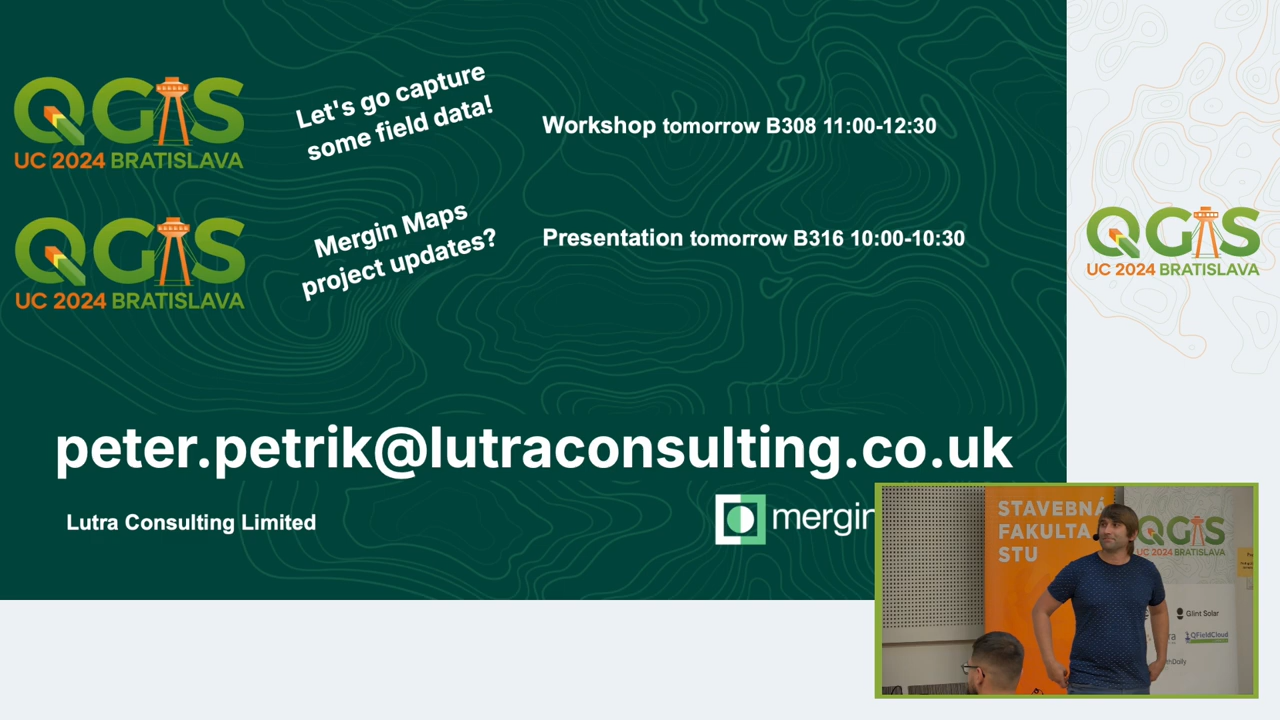 QGIS
UC 2024 BRATISLAVA
Let's go capture
some field data!
Workshop tomorrow B308 11:00-12:30
QGIS
UC 2024 BRATISLAVA
Mergin Maps
project updates?
Presentation tomorrow B316 10:00-10:30
QGIS
UC 2024 BRATISLAVA
peter.petrik@lutraconsulting.co.uk
Lutra Consulting Limited
mergin
STAVEBNÁ
FAKULTA
STU
QGIS
UC 2024 BRATISLAVA
Glint Solar
QFieldCloud